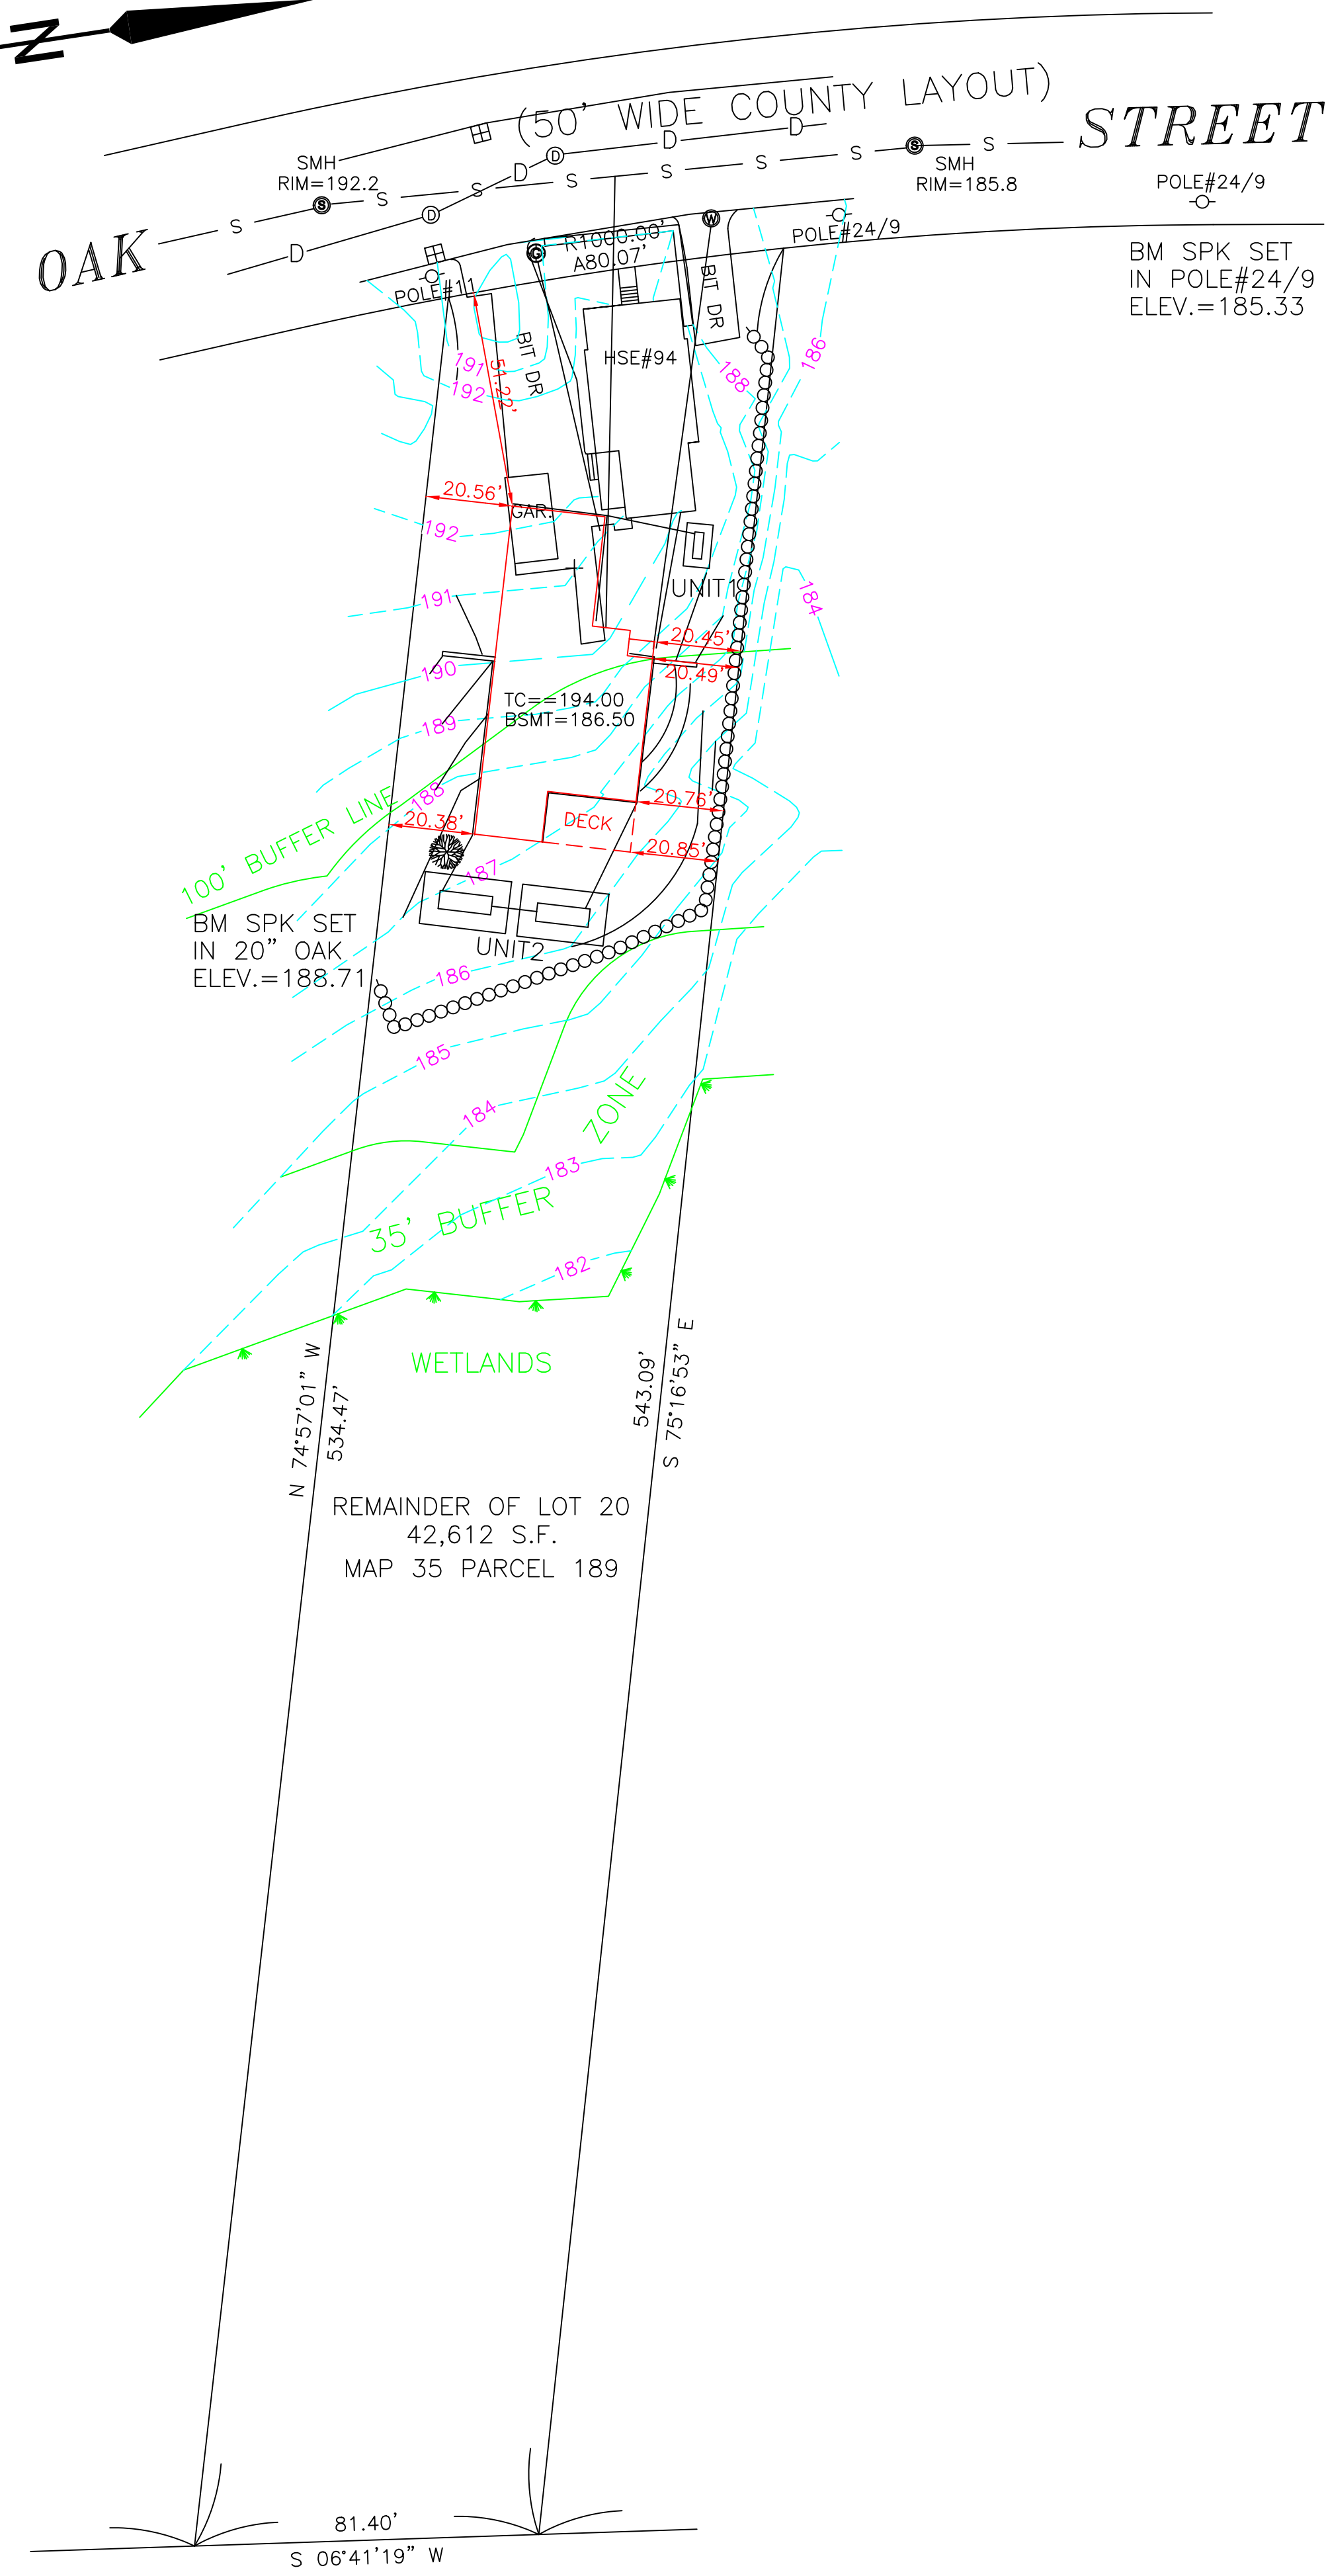 N
(50' WIDE COUNTY LAYOUT)
OAK STREET
SMH
RIM=192.2
SMH
RIM=185.8
S S S S S S S S S S
D D D D D
D D
POLE#24/9
POLE#24/9
BM SPK SET
IN POLE#24/9
ELEV.=185.33
G
W
R1000.00'
A80.07'
POLE#11
BIT DR
BIT DR
HSE#94
191
192
51.22'
188
186
20.56'
GAR.
192
UNIT1
184
191
20.45'
20.49'
190
TC==194.00
BSMT=186.50
189
188
100' BUFFER LINE
20.38'
DECK
20.76'
20.85'
187
BM SPK SET
IN 20" OAK
ELEV.=188.71
UNIT2
186
185
184
183
182
35' BUFFER ZONE
WETLANDS
N 74°57'01" W
534.47'
543.09'
S 75°16'53" E
REMAINDER OF LOT 20
42,612 S.F.
MAP 35 PARCEL 189
81.40'
S 06°41'19" W